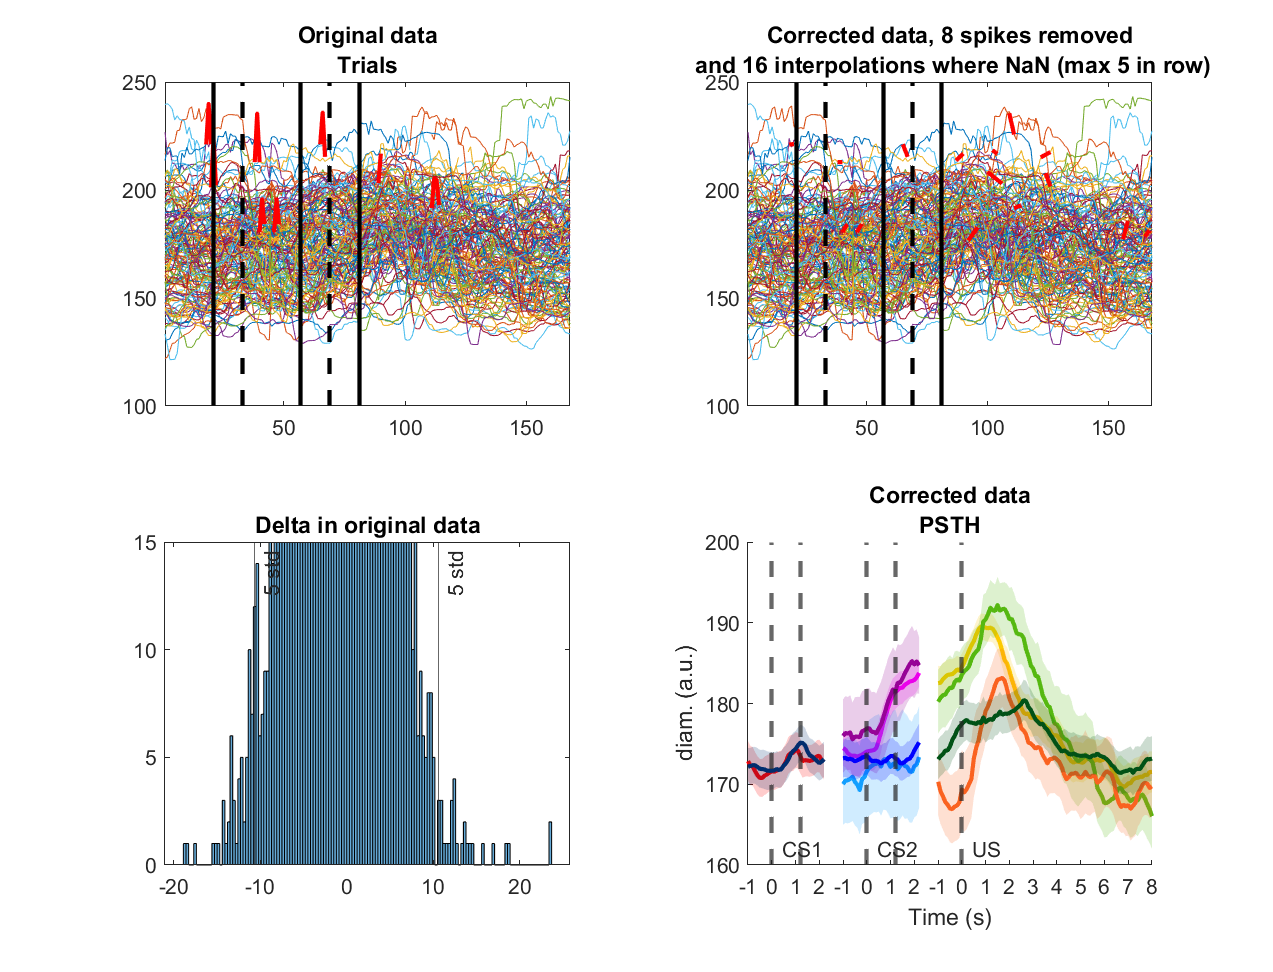 Original data
Trials
250
200
150
100
50
100
150
Corrected data, 8 spikes removed
and 16 interpolations where NaN (max 5 in row)
250
200
150
100
50
100
150
Delta in original data
15
10
5
0
-20
-10
0
10
20
5 std
5 std
Corrected data
PSTH
200
190
180
170
160
diam. (a.u.)
CS1
CS2
US
-1 0 1 2 -1 0 1 2 -1 0 1 2 3 4 5 6 7 8
Time (s)